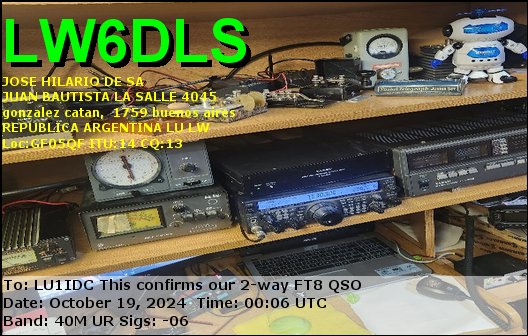 LW6DLS
JOSE HILARIO DE SA
JUAN BAUTISTA LA SALLE 4045
gonzalez catan, 1759 buenos aires
REPUBLICA ARGENTINA LU LW
Loc:GF05QF ITU:14 CQ:13
To: LU1IDC This confirms our 2-way FT8 QSO
Date: October 19, 2024 Time: 00:06 UTC
Band: 40M UR Sigs: -06